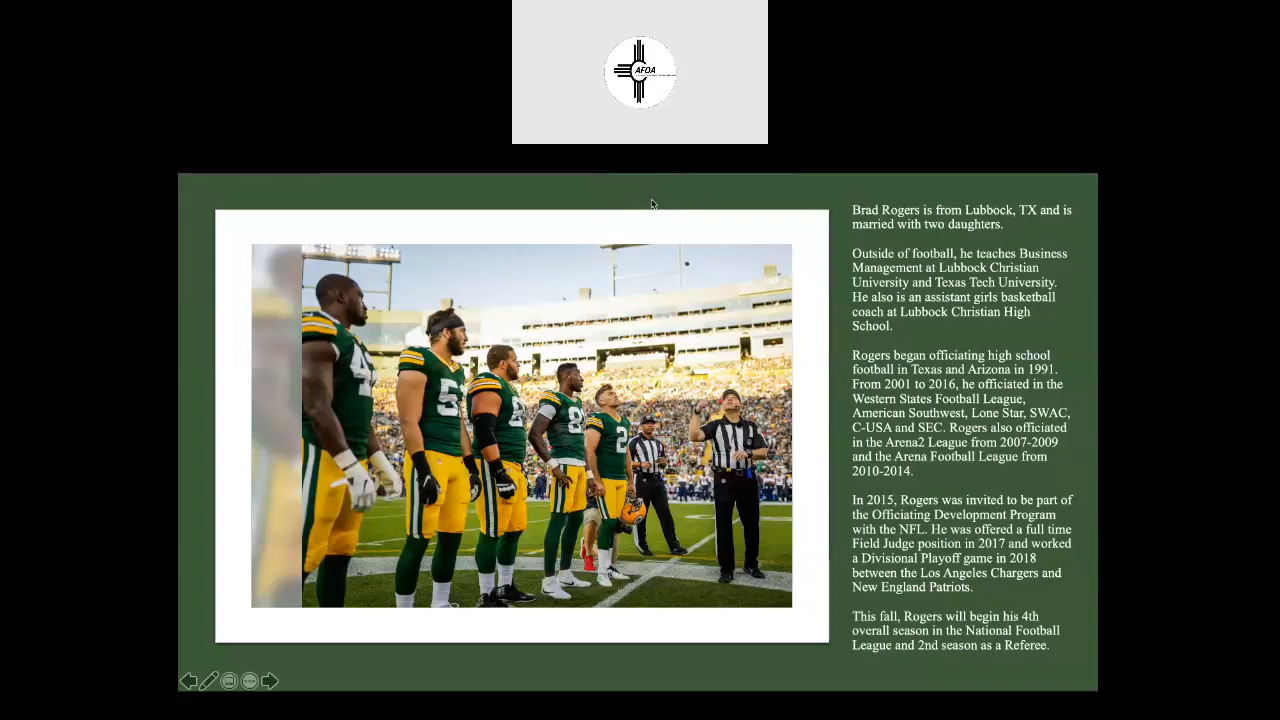 AFOA
Brad Rogers is from Lubbock, TX and is
married with two daughters.
Outside of football, he teaches Business
Management at Lubbock Christian
University and Texas Tech University.
He also is an assistant girls basketball
coach at Lubbock Christian High
School.
Rogers began officiating high school
football in Texas and Arizona in 1991.
From 2001 to 2016, he officiated in the
Western States Football League,
American Southwest, Lone Star, SWAC,
C-USA and SEC. Rogers also officiated
in the Arena2 League from 2007-2009
and the Arena Football League from
2010-2014.
In 2015, Rogers was invited to be part of
the Officiating Development Program
with the NFL. He was offered a full time
Field Judge position in 2017 and worked
a Divisional Playoff game in 2018
between the Los Angeles Chargers and
New England Patriots.
This fall, Rogers will begin his 4th
overall season in the National Football
League and 2nd season as a Referee.